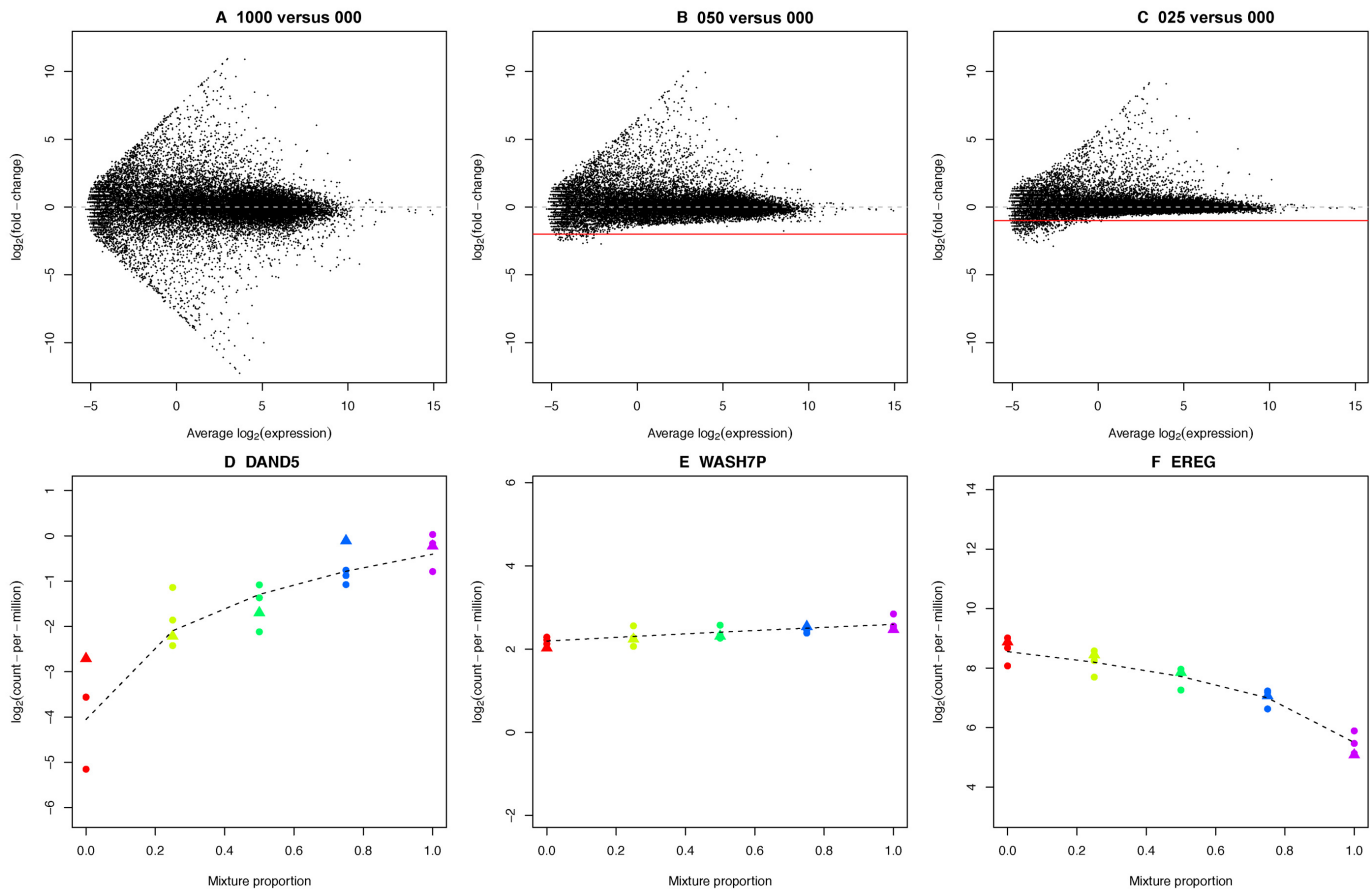 A 1000 versus 000
B 050 versus 000
C 025 versus 000
log2(fold−change)
10
5
0
−5
−10
−5 0 5 10 15
Average log2(expression)
log2(fold−change)
10
5
0
−5
−10
−5 0 5 10 15
Average log2(expression)
log2(fold−change)
10
5
0
−5
−10
−5 0 5 10 15
Average log2(expression)
D DAND5
E WASH7P
F EREG
log2(count−per−million)
1
0
−1
−2
−3
−4
−5
−6
0.0 0.2 0.4 0.6 0.8 1.0
Mixture proportion
log2(count−per−million)
6
4
2
0
−2
0.0 0.2 0.4 0.6 0.8 1.0
Mixture proportion
log2(count−per−million)
14
12
10
8
6
4
0.0 0.2 0.4 0.6 0.8 1.0
Mixture proportion